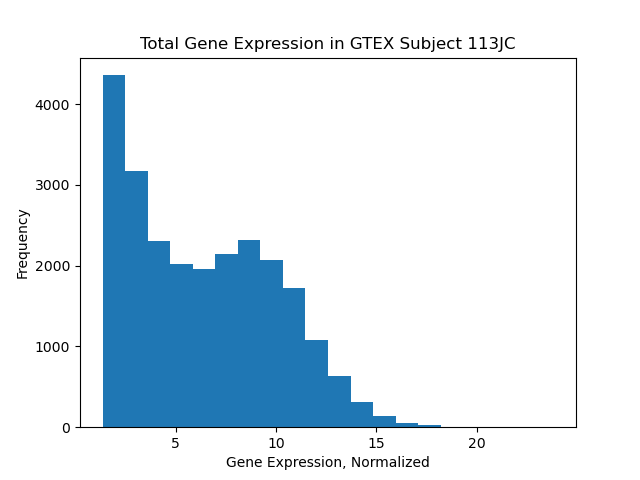 Total Gene Expression in GTEX Subject 113JC
Frequency
4000
3000
2000
1000
0
5 10 15 20
Gene Expression, Normalized